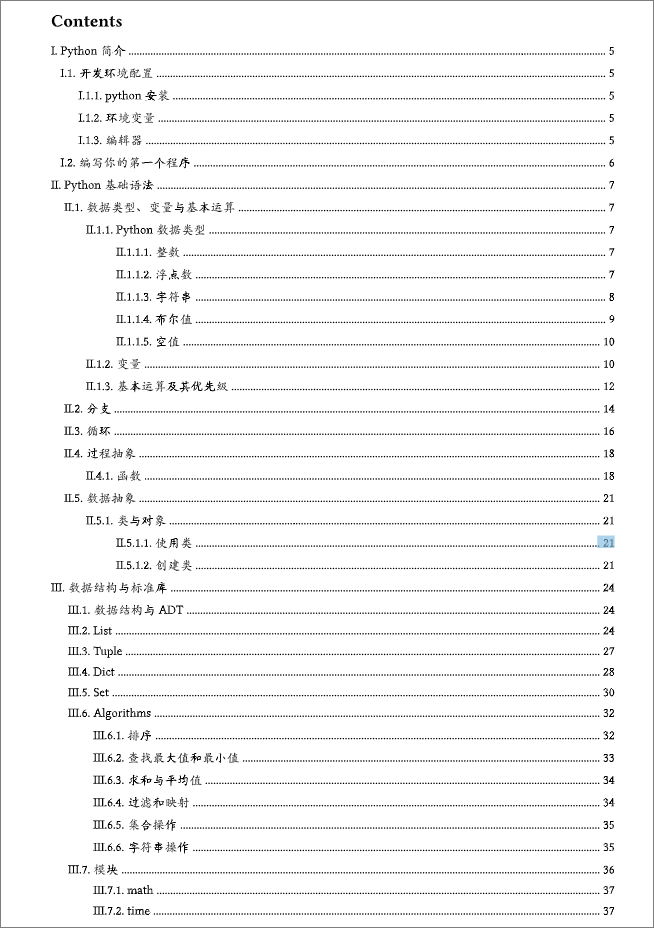 Contents
I. Python 简介 5
I.1. 开发环境配置 5
I.1.1. python 安装 5
I.1.2. 环境变量 5
I.1.3. 编辑器 5
I.2. 编写你的第一个程序 6
II. Python 基础语法 7
II.1. 数据类型、变量与基本运算 7
II.1.1. Python 数据类型 7
II.1.1.1. 整数 7
II.1.1.2. 浮点数 7
II.1.1.3. 字符串 8
II.1.1.4. 布尔值 9
II.1.1.5. 空值 10
II.1.2. 变量 10
II.1.3. 基本运算及其优先级 12
II.2. 分支 14
II.3. 循环 16
II.4. 过程抽象 18
II.4.1. 函数 18
II.5. 数据抽象 21
II.5.1. 类与对象 21
II.5.1.1. 使用类 21
II.5.1.2. 创建类 21
III. 数据结构与标准库 24
III.1. 数据结构与 ADT 24
III.2. List 24
III.3. Tuple 27
III.4. Dict 28
III.5. Set 30
III.6. Algorithms 32
III.6.1. 排序 32
III.6.2. 查找最大值和最小值 33
III.6.3. 求和与平均值 34
III.6.4. 过滤和映射 34
III.6.5. 集合操作 35
III.6.6. 字符串操作 35
III.7. 模块 36
III.7.1. math 37
III.7.2. time 37